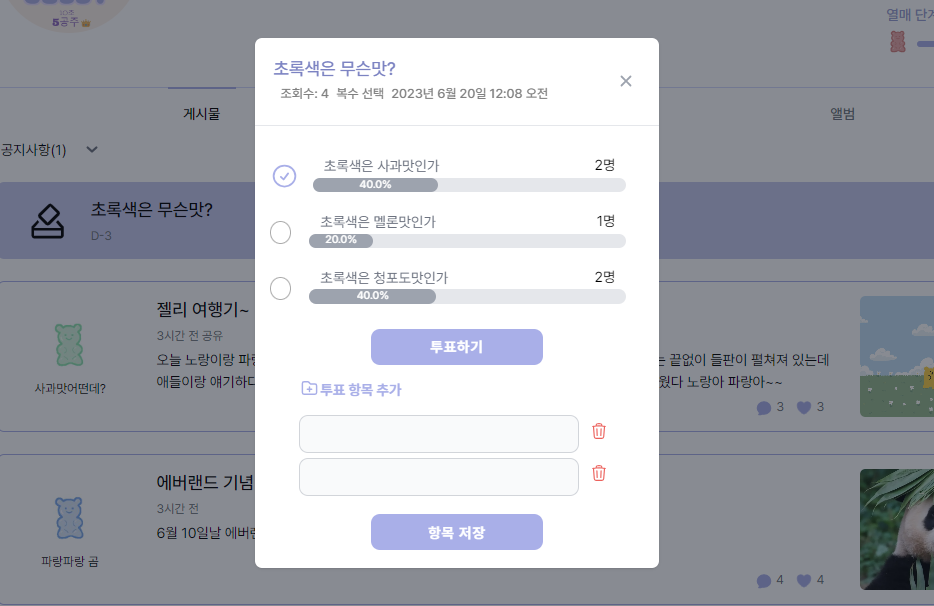 5공주
열매 단계
초록색은 무슨맛?
조회수: 4 복수 선택 2023년 6월 20일 12:08 오전
게시물
앨범
공지사항(1)
초록색은 사과맛인가
2명
40.0%
초록색은 무슨맛?
D-3
초록색은 멜론맛인가
1명
20.0%
초록색은 청포도맛인가
2명
40.0%
젤리 여행기~
3시간 전 공유
투표하기
사과맛어떤데?
오늘 노랑이랑 파랑
끝없이 들판이 펼쳐져 있는데
애들이랑 얘기하다
웠다 노랑아 파랑아~~
투표 항목 추가
3
3
에버랜드 기념
3시간 전
6월 10일날 에버랜
항목 저장
파랑파랑 곰
4
4